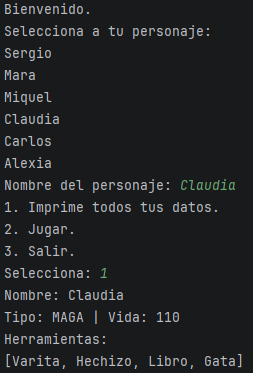 Bienvenido.
Selecciona a tu personaje:
Sergio
Mara
Miquel
Claudia
Carlos
Alexia
Nombre del personaje: Claudia
1. Imprime todos tus datos.
2. Jugar.
3. Salir.
Selecciona: 1
Nombre: Claudia
Tipo: MAGA | Vida: 110
Herramientas:
[Varita, Hechizo, Libro, Gata]